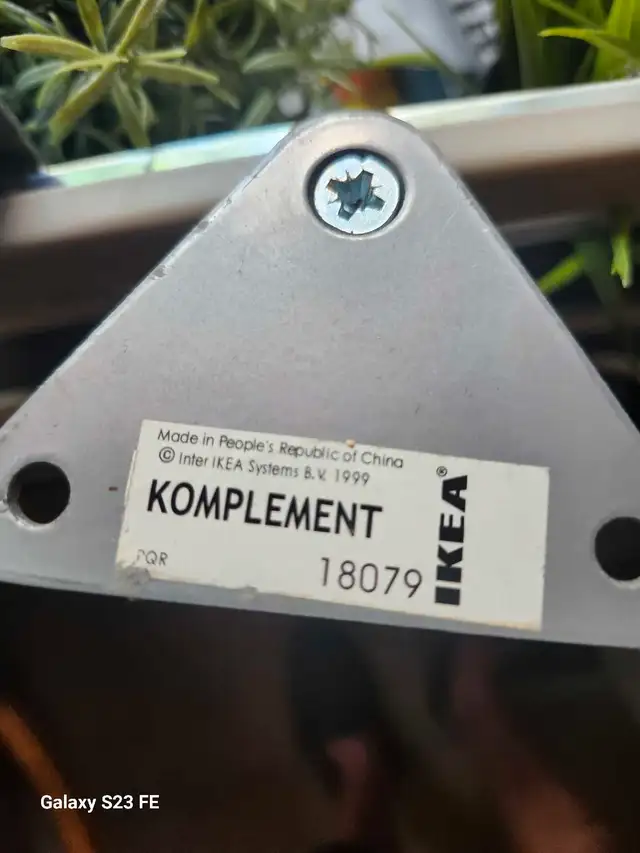 Made in People's Republic of China
© Inter IKEA Systems B.V. 1999
KOMPLEMENT
PQR
18079
IKEA®
Galaxy S23 FE